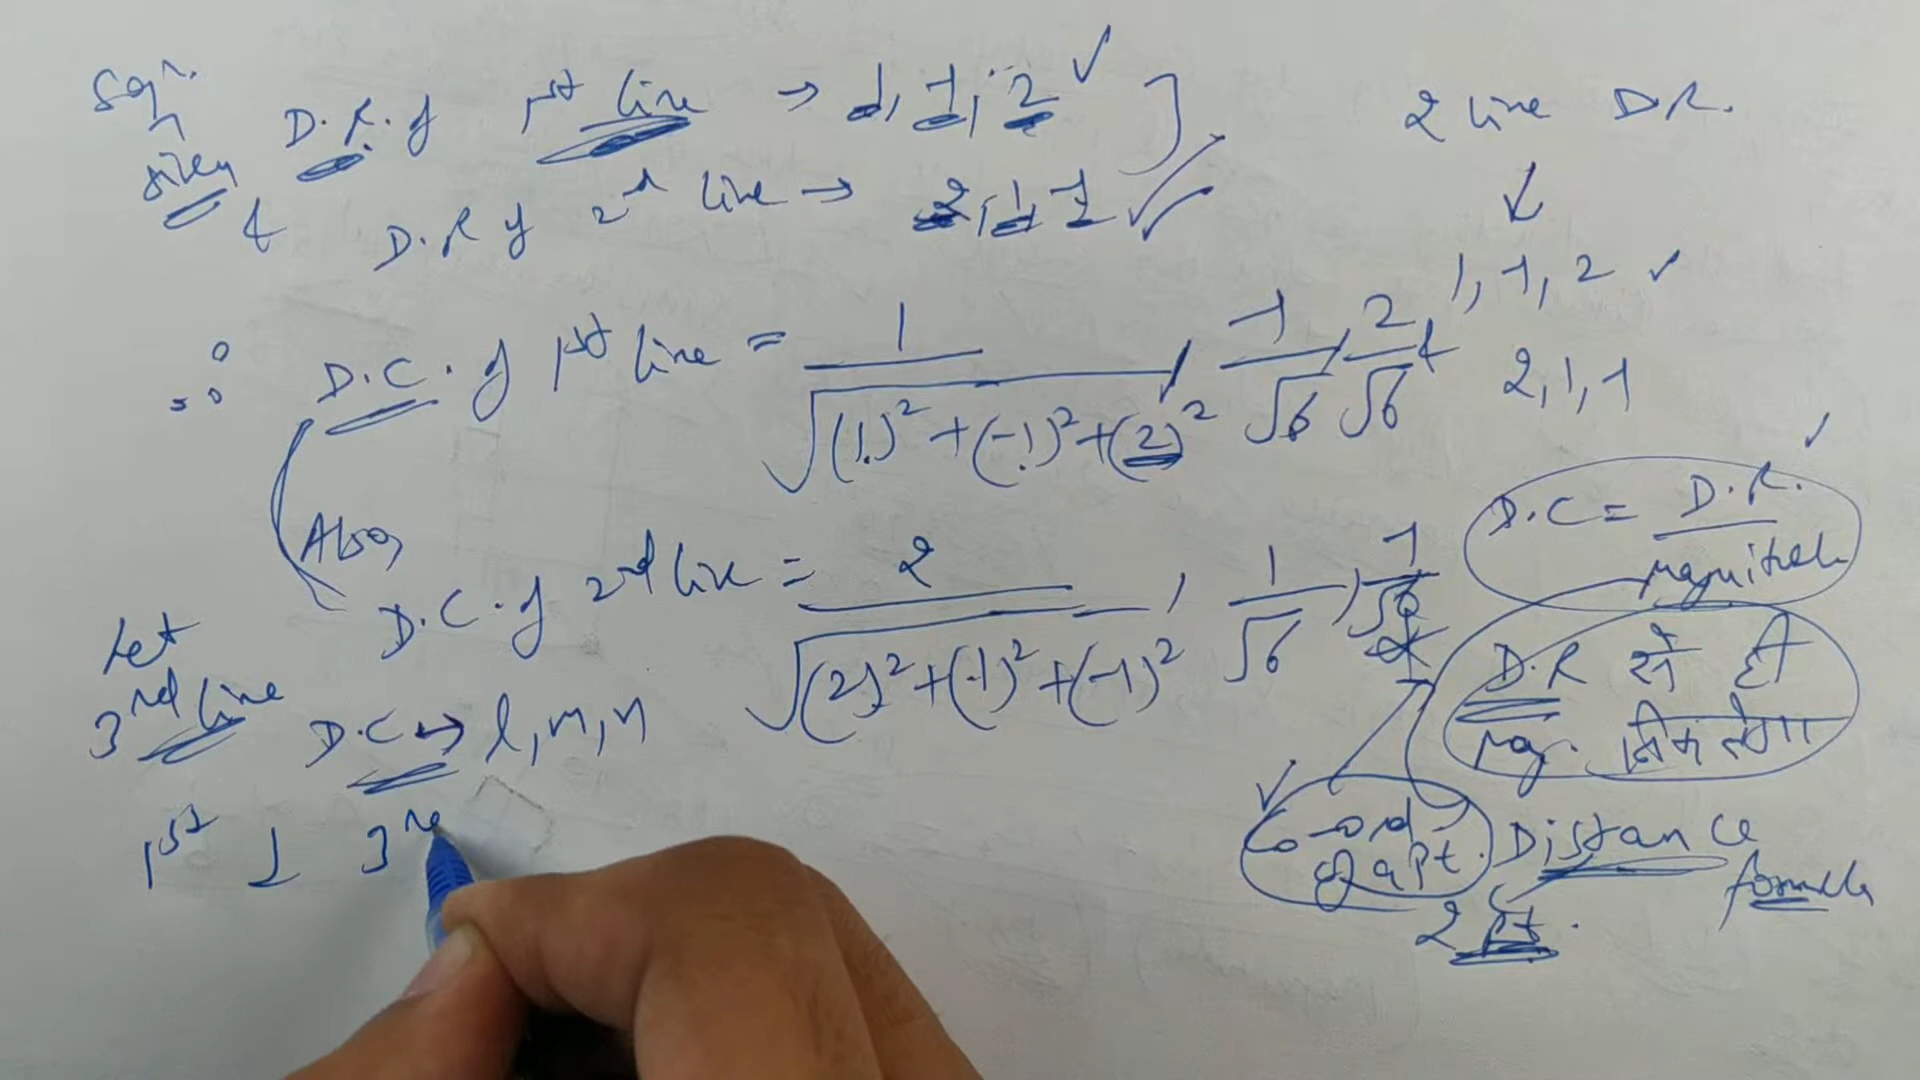 Given D.R. of 1st line → 1, -1, 2 ✓
& D.R of 2nd line → 2, 1, -1
∴ D.C. of 1st line = 1/√((1)²+(-1)²+(2)²), -1/√6, 2/√6
Also, D.C. of 2nd line = 2/√((2)²+(1)²+(-1)²), 1/√6, -1/√6
Let
3rd line D.C → l, m, n
1st ⊥ 3r
2 line D.R.
↓
1, -1, 2 ✓
& 2, 1, -1
D.C = D.R./magnitude
D.R से ही
mag.
Co-ord. of a pt.
Distance formula
2 pt.